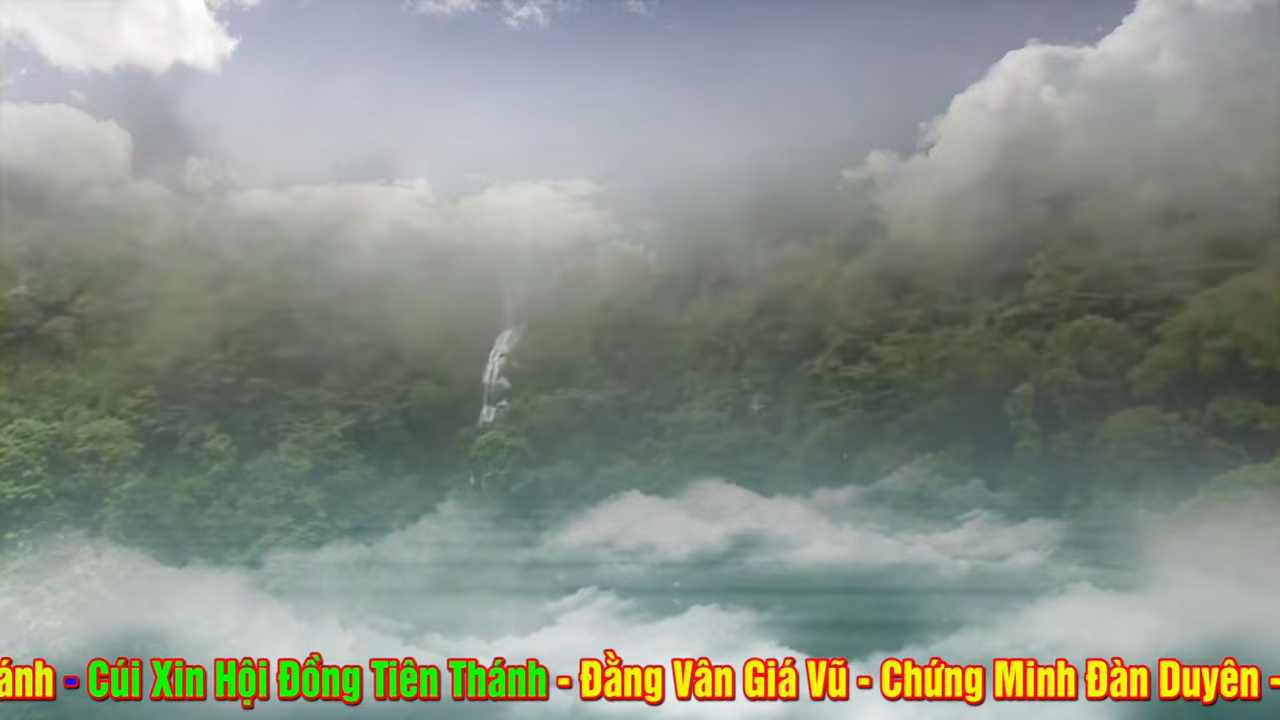 ánh - Cúi Xin Hội Đồng Tiên Thánh - Đằng Vân Giá Vũ - Chứng Minh Đàn Duyên -